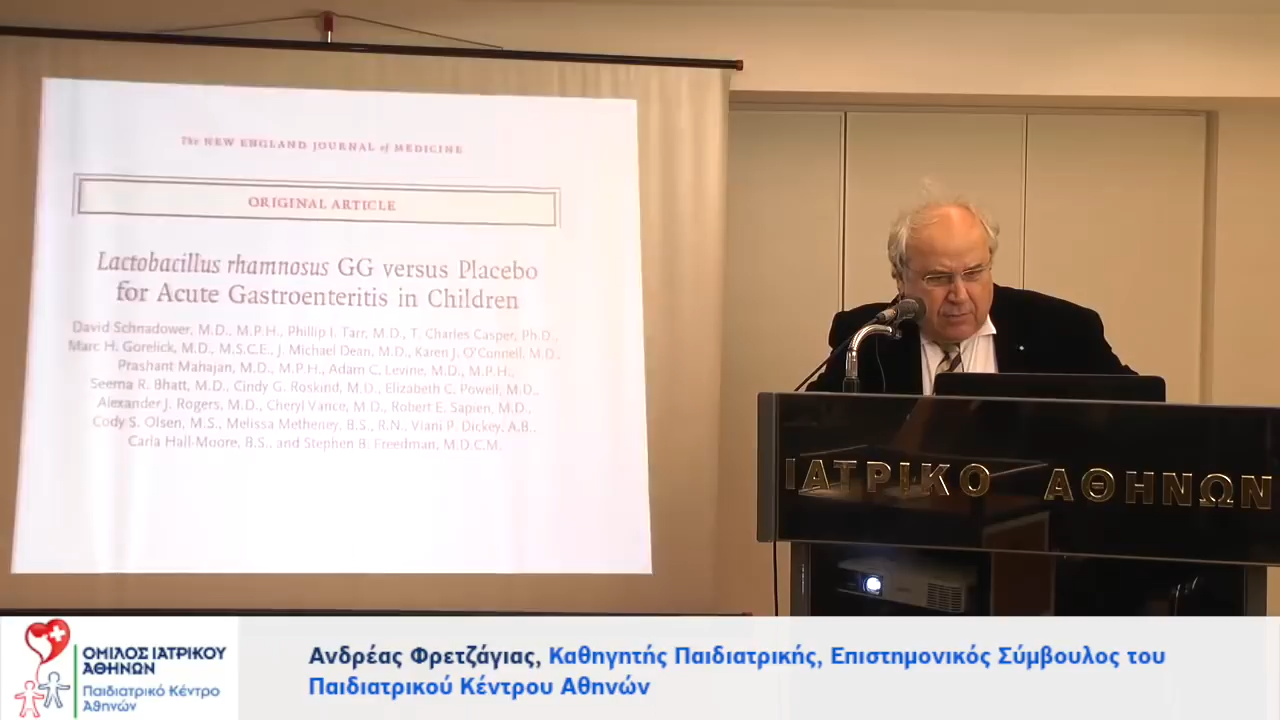 The NEW ENGLAND JOURNAL of MEDICINE
ORIGINAL ARTICLE
Lactobacillus rhamnosus GG versus Placebo
for Acute Gastroenteritis in Children
David Schnadower, M.D., M.P.H., Phillip I. Tarr, M.D., T. Charles Casper, Ph.D.,
Marc H. Gorelick, M.D., M.S.C.E., J. Michael Dean, M.D., Karen J. O'Connell, M.D.,
Prashant Mahajan, M.D., M.P.H., Adam C. Levine, M.D., M.P.H.,
Seema R. Bhatt, M.D., Cindy G. Roskind, M.D., Elizabeth C. Powell, M.D.,
Alexander J. Rogers, M.D., Cheryl Vance, M.D., Robert E. Sapien, M.D.,
Cody S. Olsen, M.S., Melissa Metheney, B.S., R.N., Viani P. Dickey, A.B.,
Carla Hall-Moore, B.S., and Stephen B. Freedman, M.D.C.M.
ΙΑΤΡΙΚΟ ΑΘΗΝΩΝ
ΟΜΙΛΟΣ ΙΑΤΡΙΚΟΥ
ΑΘΗΝΩΝ
Παιδιατρικό Κέντρο
Αθηνών
Ανδρέας Φρετζάγιας, Καθηγητής Παιδιατρικής, Επιστημονικός Σύμβουλος του
Παιδιατρικού Κέντρου Αθηνών